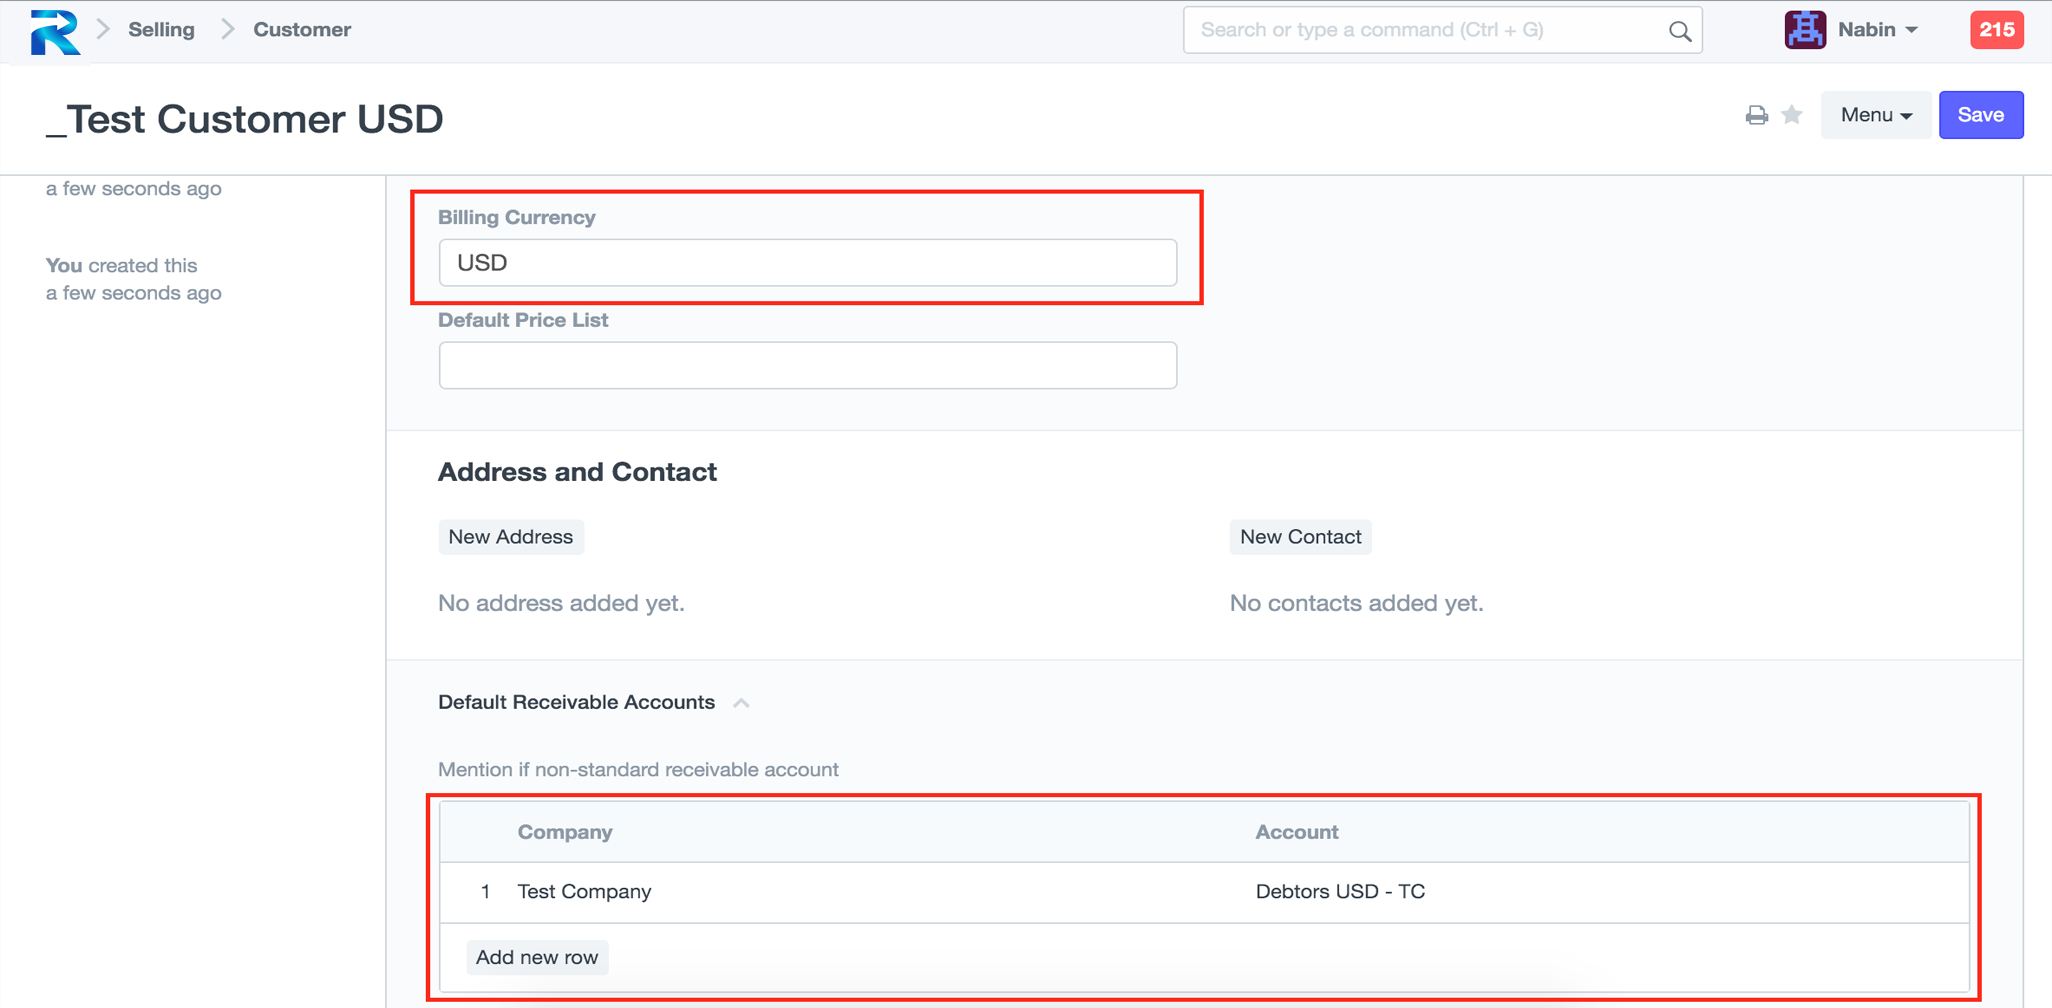 Selling
Customer
Search or type a command (Ctrl + G)
Nabin
215
_Test Customer USD
Menu
Save
a few seconds ago
You created this
a few seconds ago
Billing Currency
USD
Default Price List
Address and Contact
New Address
New Contact
No address added yet.
No contacts added yet.
Default Receivable Accounts
Mention if non-standard receivable account
Company
Account
1
Test Company
Debtors USD - TC
Add new row